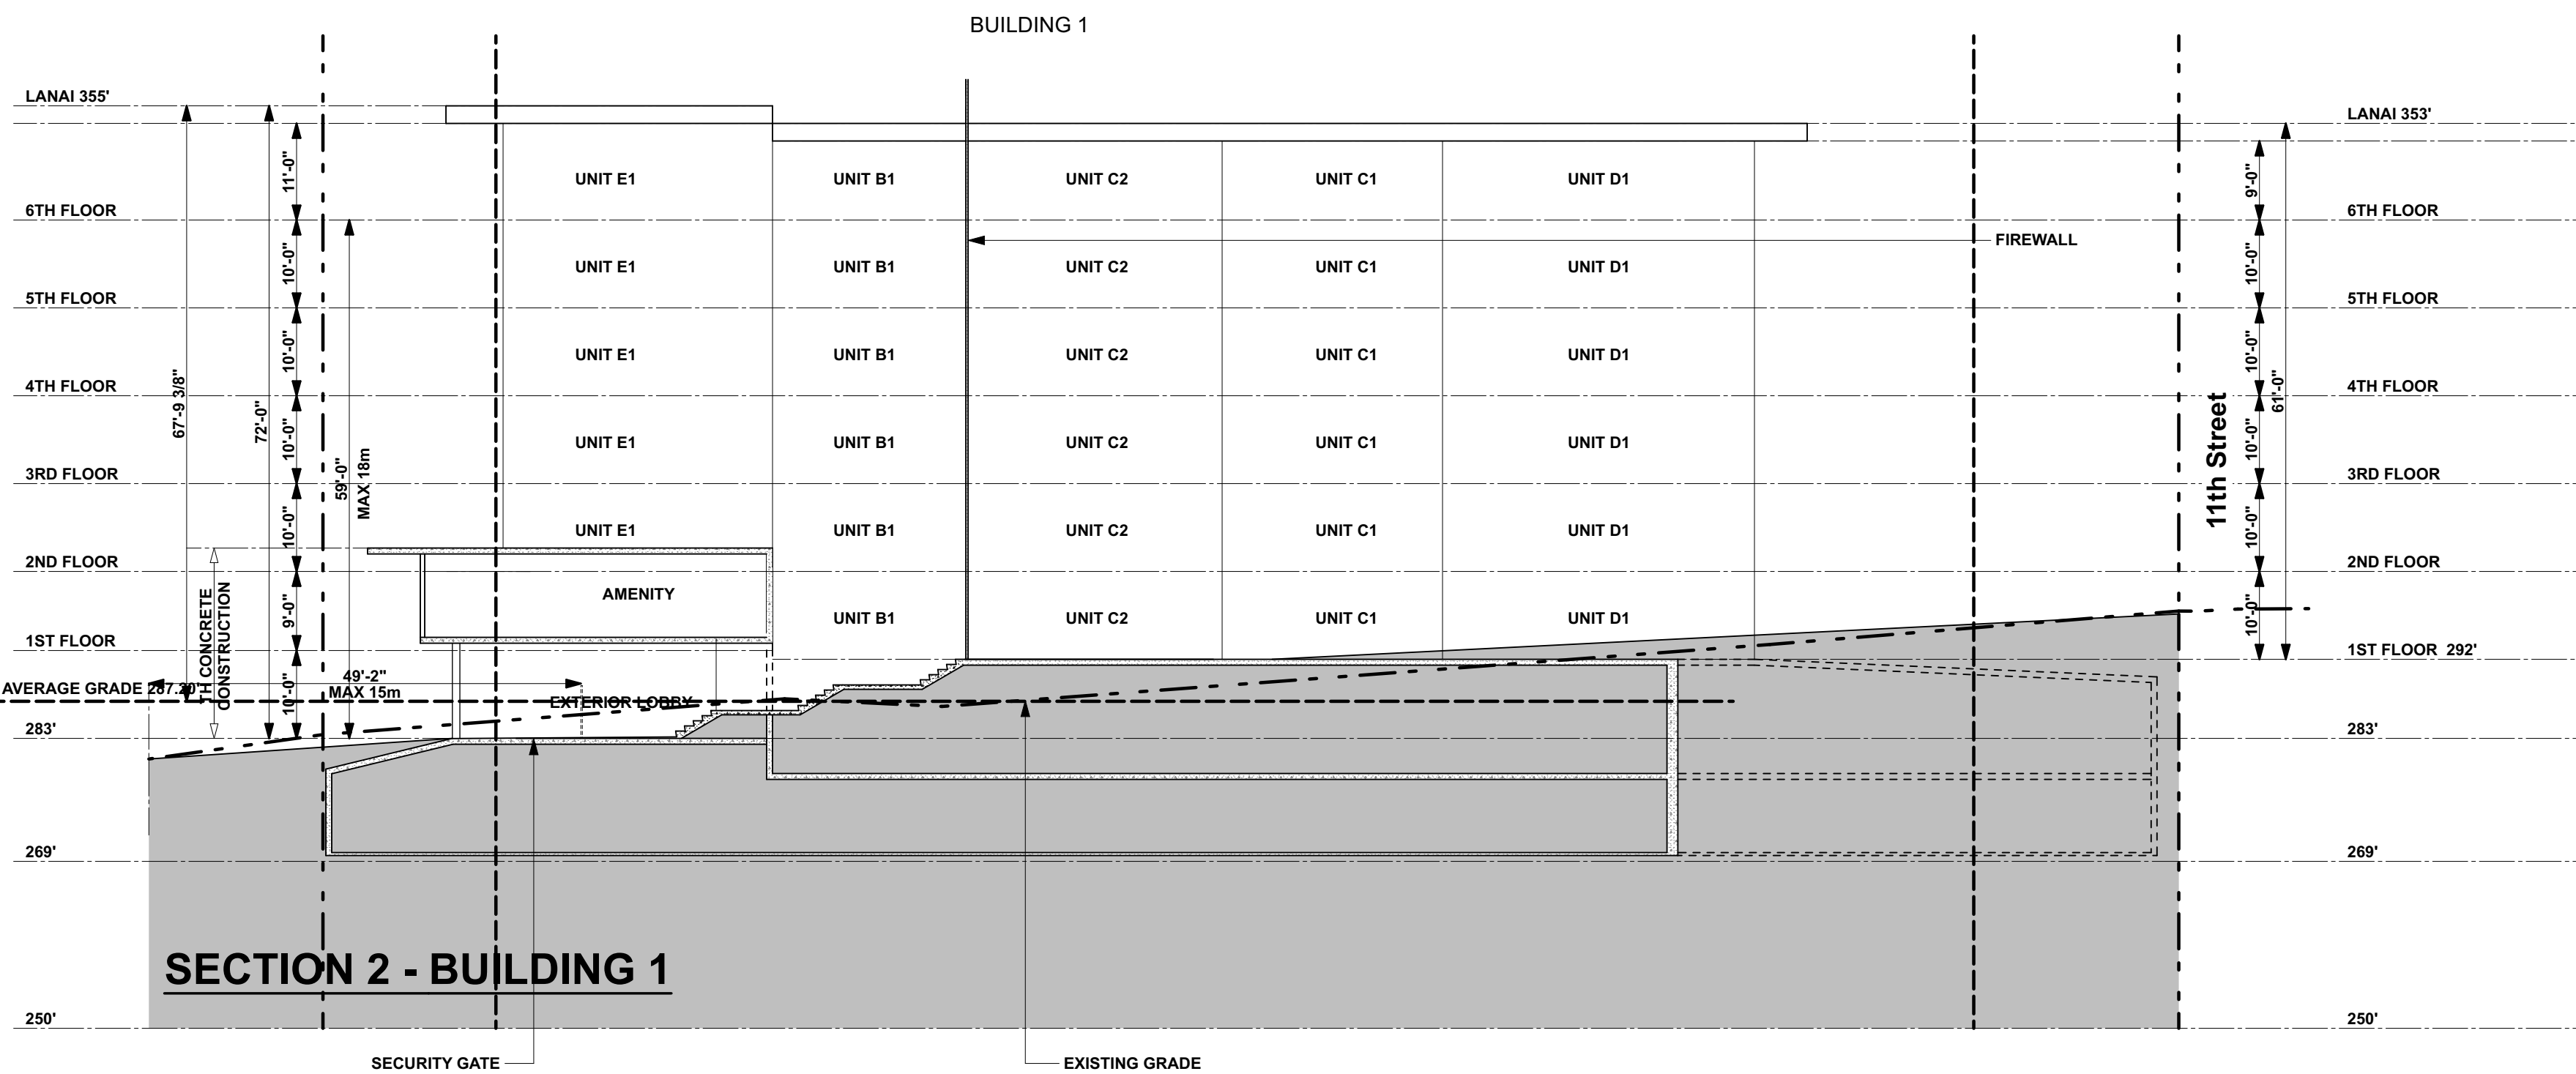 BUILDING 1
LANAI 355'
LANAI 353'
11'-0"
UNIT E1
UNIT B1
UNIT C2
UNIT C1
UNIT D1
9'-0"
6TH FLOOR
6TH FLOOR
FIREWALL
10'-0"
UNIT E1
UNIT B1
UNIT C2
UNIT C1
UNIT D1
10'-0"
5TH FLOOR
5TH FLOOR
10'-0"
UNIT E1
UNIT B1
UNIT C2
UNIT C1
UNIT D1
10'-0"
4TH FLOOR
4TH FLOOR
67'-9 3/8"
72'-0"
61'-0"
11th Street
10'-0"
UNIT E1
UNIT B1
UNIT C2
UNIT C1
UNIT D1
10'-0"
3RD FLOOR
3RD FLOOR
59'-0"
MAX 18m
10'-0"
UNIT E1
UNIT B1
UNIT C2
UNIT C1
UNIT D1
10'-0"
2ND FLOOR
2ND FLOOR
TH CONCRETE
CONSTRUCTION
9'-0"
AMENITY
UNIT B1
UNIT C2
UNIT C1
UNIT D1
10'-0"
1ST FLOOR
1ST FLOOR 292'
AVERAGE GRADE 287.20'
10'-0"
49'-2"
MAX 15m
EXTERIOR LOBBY
283'
283'
269'
269'
SECTION 2 - BUILDING 1
250'
250'
SECURITY GATE
EXISTING GRADE